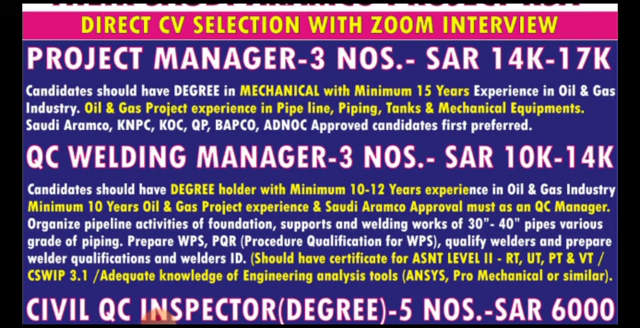 DIRECT CV SELECTION WITH ZOOM INTERVIEW
PROJECT MANAGER-3 NOS.- SAR 14K-17K
Candidates should have DEGREE in MECHANICAL with Minimum 15 Years Experience in Oil & Gas
Industry. Oil & Gas Project experience in Pipe line, Piping, Tanks & Mechanical Equipments.
Saudi Aramco, KNPC, KOC, QP, BAPCO, ADNOC Approved candidates first preferred.
QC WELDING MANAGER-3 NOS.- SAR 10K-14K
Candidates should have DEGREE holder with Minimum 10-12 Years experience in Oil & Gas Industry
Minimum 10 Years Oil & Gas Project experience & Saudi Aramco Approval must as an QC Manager.
Organize pipeline activities of foundation, supports and welding works of 30"- 40" pipes various
grade of piping. Prepare WPS, PQR (Procedure Qualification for WPS), qualify welders and prepare
welder qualifications and welders ID. (Should have certificate for ASNT LEVEL II - RT, UT, PT & VT /
CSWIP 3.1 /Adequate knowledge of Engineering analysis tools (ANSYS, Pro Mechanical or similar).
CIVIL QC INSPECTOR(DEGREE)-5 NOS.-SAR 6000